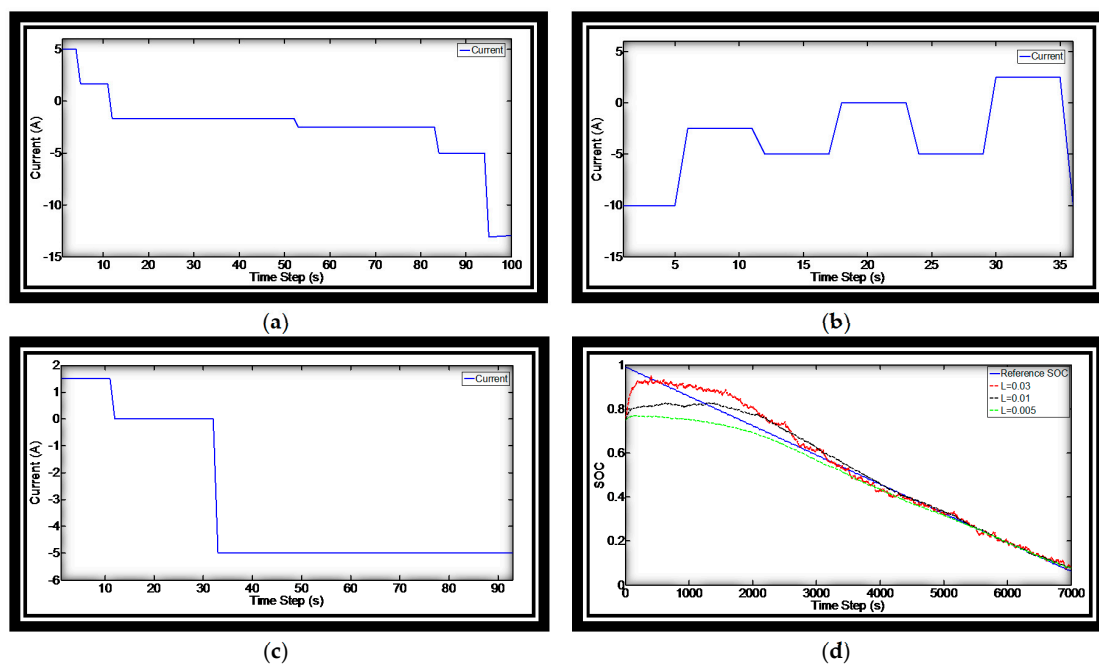 5
0
-5
-10
-15
Current (A)
10 20 30 40 50 60 70 80 90 100
Time Step (s)
Current
(a)
5
0
-5
-10
-15
Current (A)
5 10 15 20 25 30 35
Time Step (s)
Current
(b)
2
1
0
-1
-2
-3
-4
-5
-6
Current (A)
10 20 30 40 50 60 70 80 90
Time Step (s)
Current
(c)
1
0.8
0.6
0.4
0.2
0
SOC
0 1000 2000 3000 4000 5000 6000 7000
Time Step (s)
Reference SOC
L=0.03
L=0.01
L=0.005
(d)